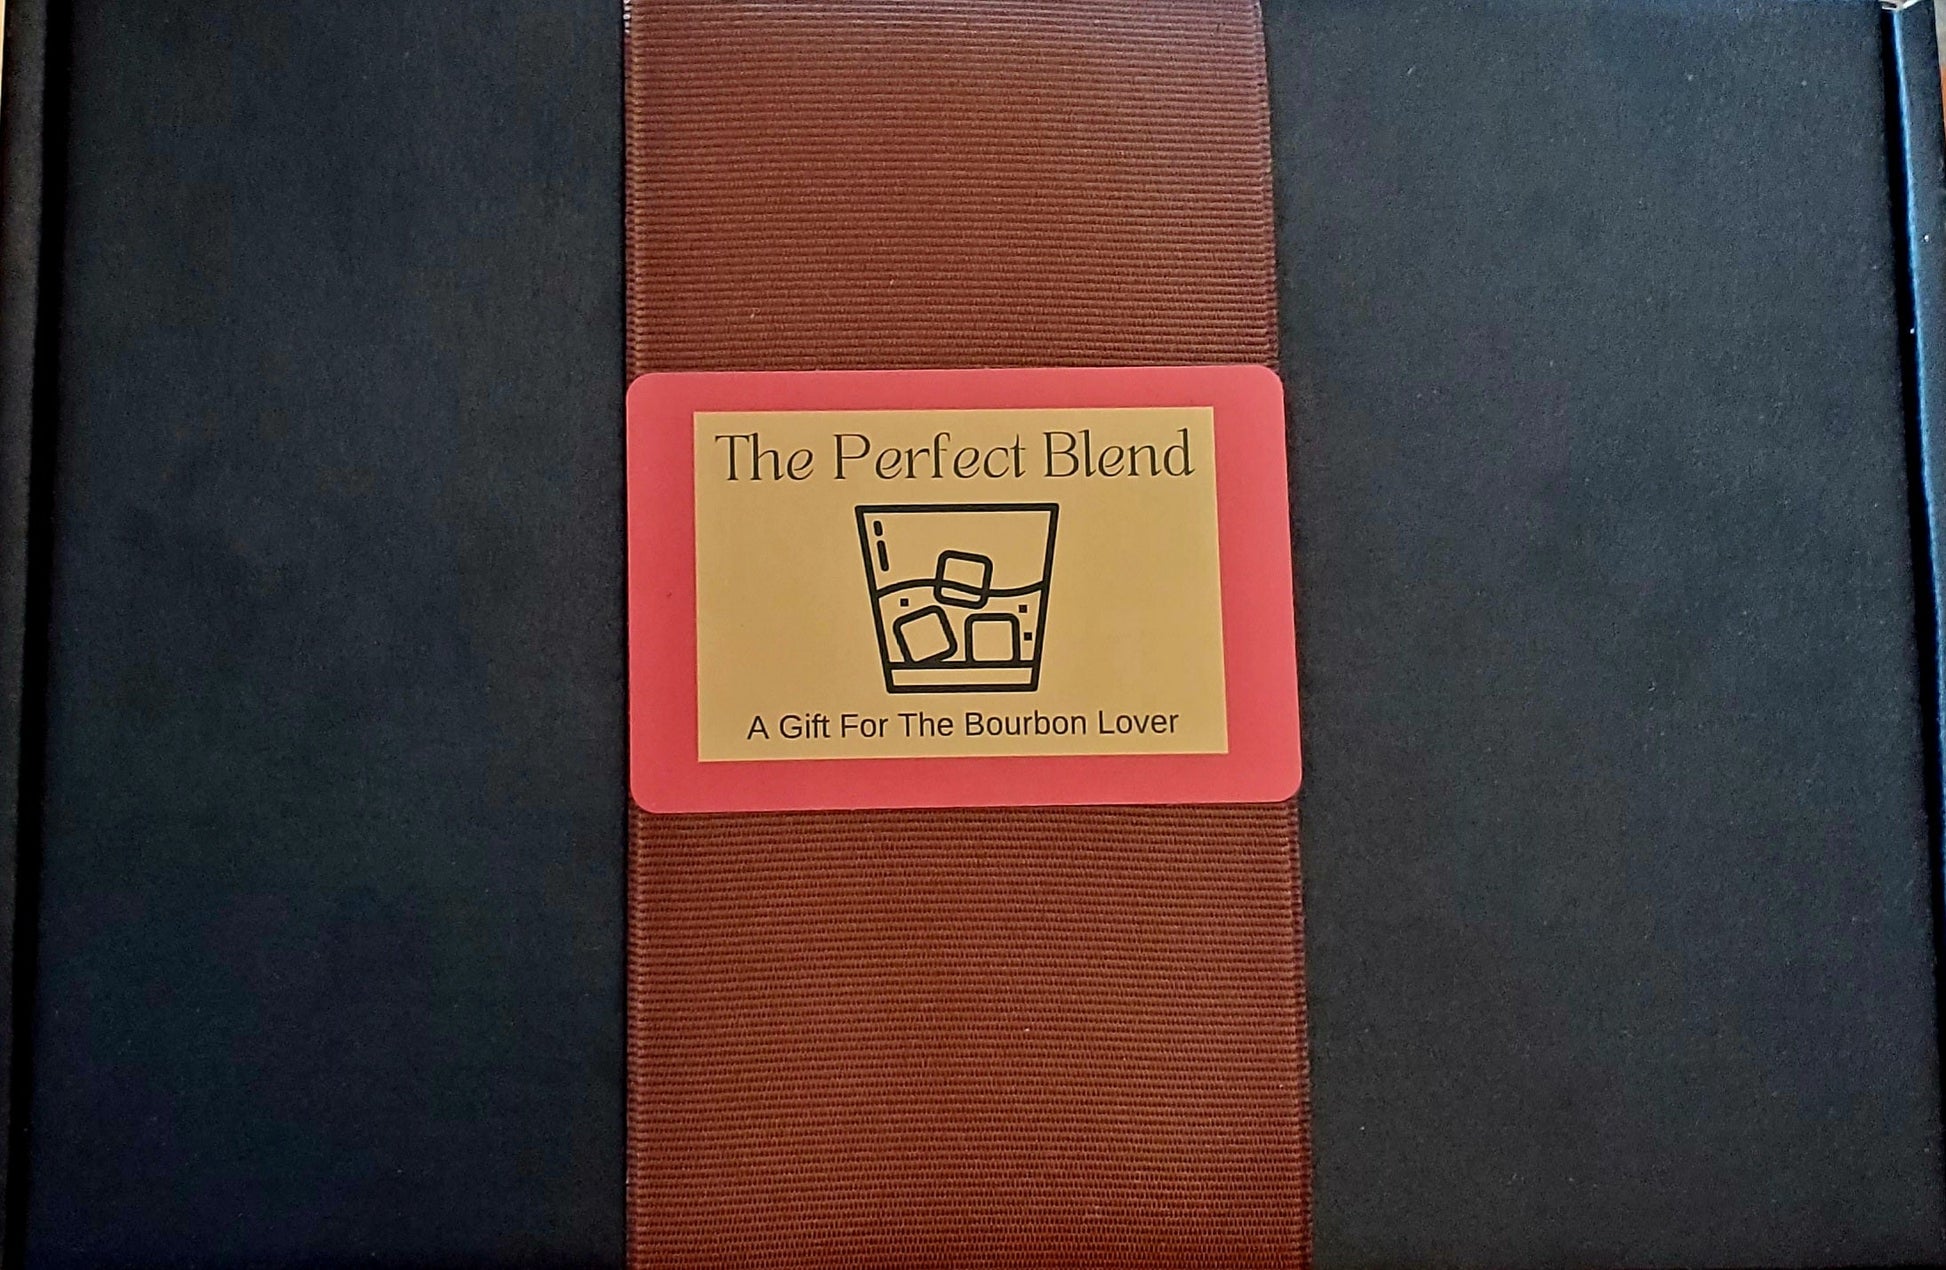 The Perfect Blend
A Gift For The Bourbon Lover